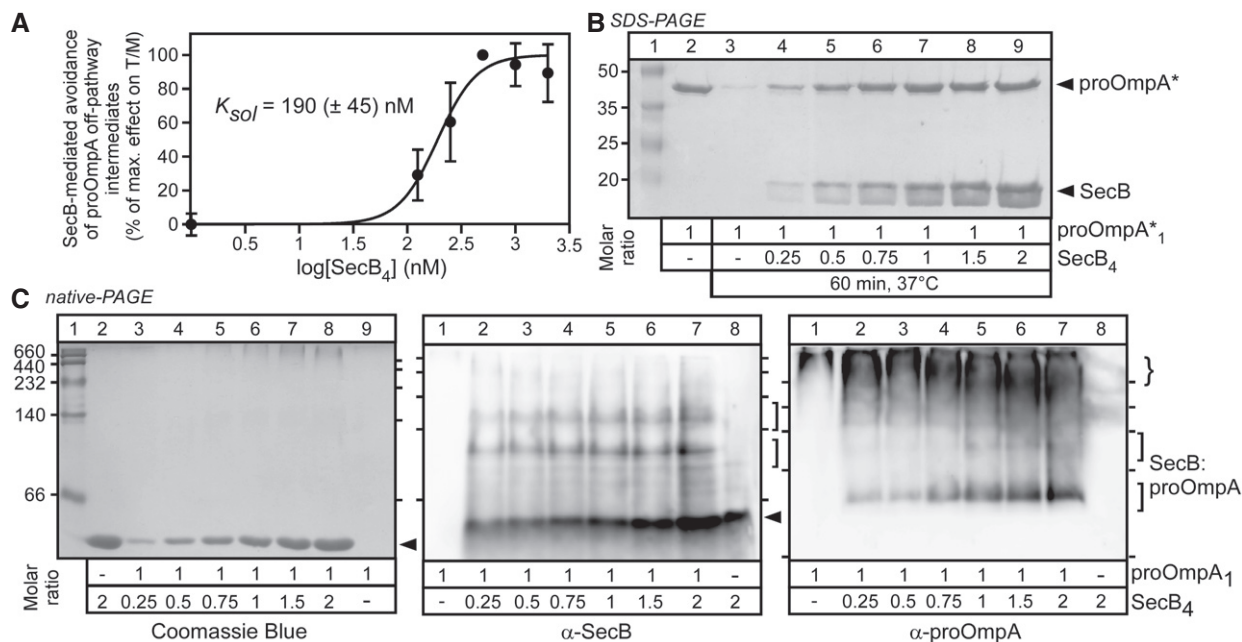 A
SecB-mediated avoidance
of proOmpA off-pathway
intermediates
(% of max. effect on T/M)
100
80
60
40
20
0
K_sol = 190 (± 45) nM
0.5 1 1.5 2 2.5 3 3.5
log[SecB₄] (nM)
B SDS-PAGE
1 2 3 4 5 6 7 8 9
50
35
25
20
proOmpA*
SecB
Molar
ratio
1 1 1 1 1 1 1 1 proOmpA*₁
- - 0.25 0.5 0.75 1 1.5 2 SecB₄
60 min, 37°C
C native-PAGE
1 2 3 4 5 6 7 8 9
660
440
232
140
66
Molar
ratio
- 1 1 1 1 1 1 1
2 0.25 0.5 0.75 1 1.5 2 -
Coomassie Blue
1 2 3 4 5 6 7 8
1 1 1 1 1 1 1 -
- 0.25 0.5 0.75 1 1.5 2 2
α-SecB
1 2 3 4 5 6 7 8
}
]
]
]
SecB:
proOmpA
1 1 1 1 1 1 1 - proOmpA₁
- 0.25 0.5 0.75 1 1.5 2 2 SecB₄
α-proOmpA